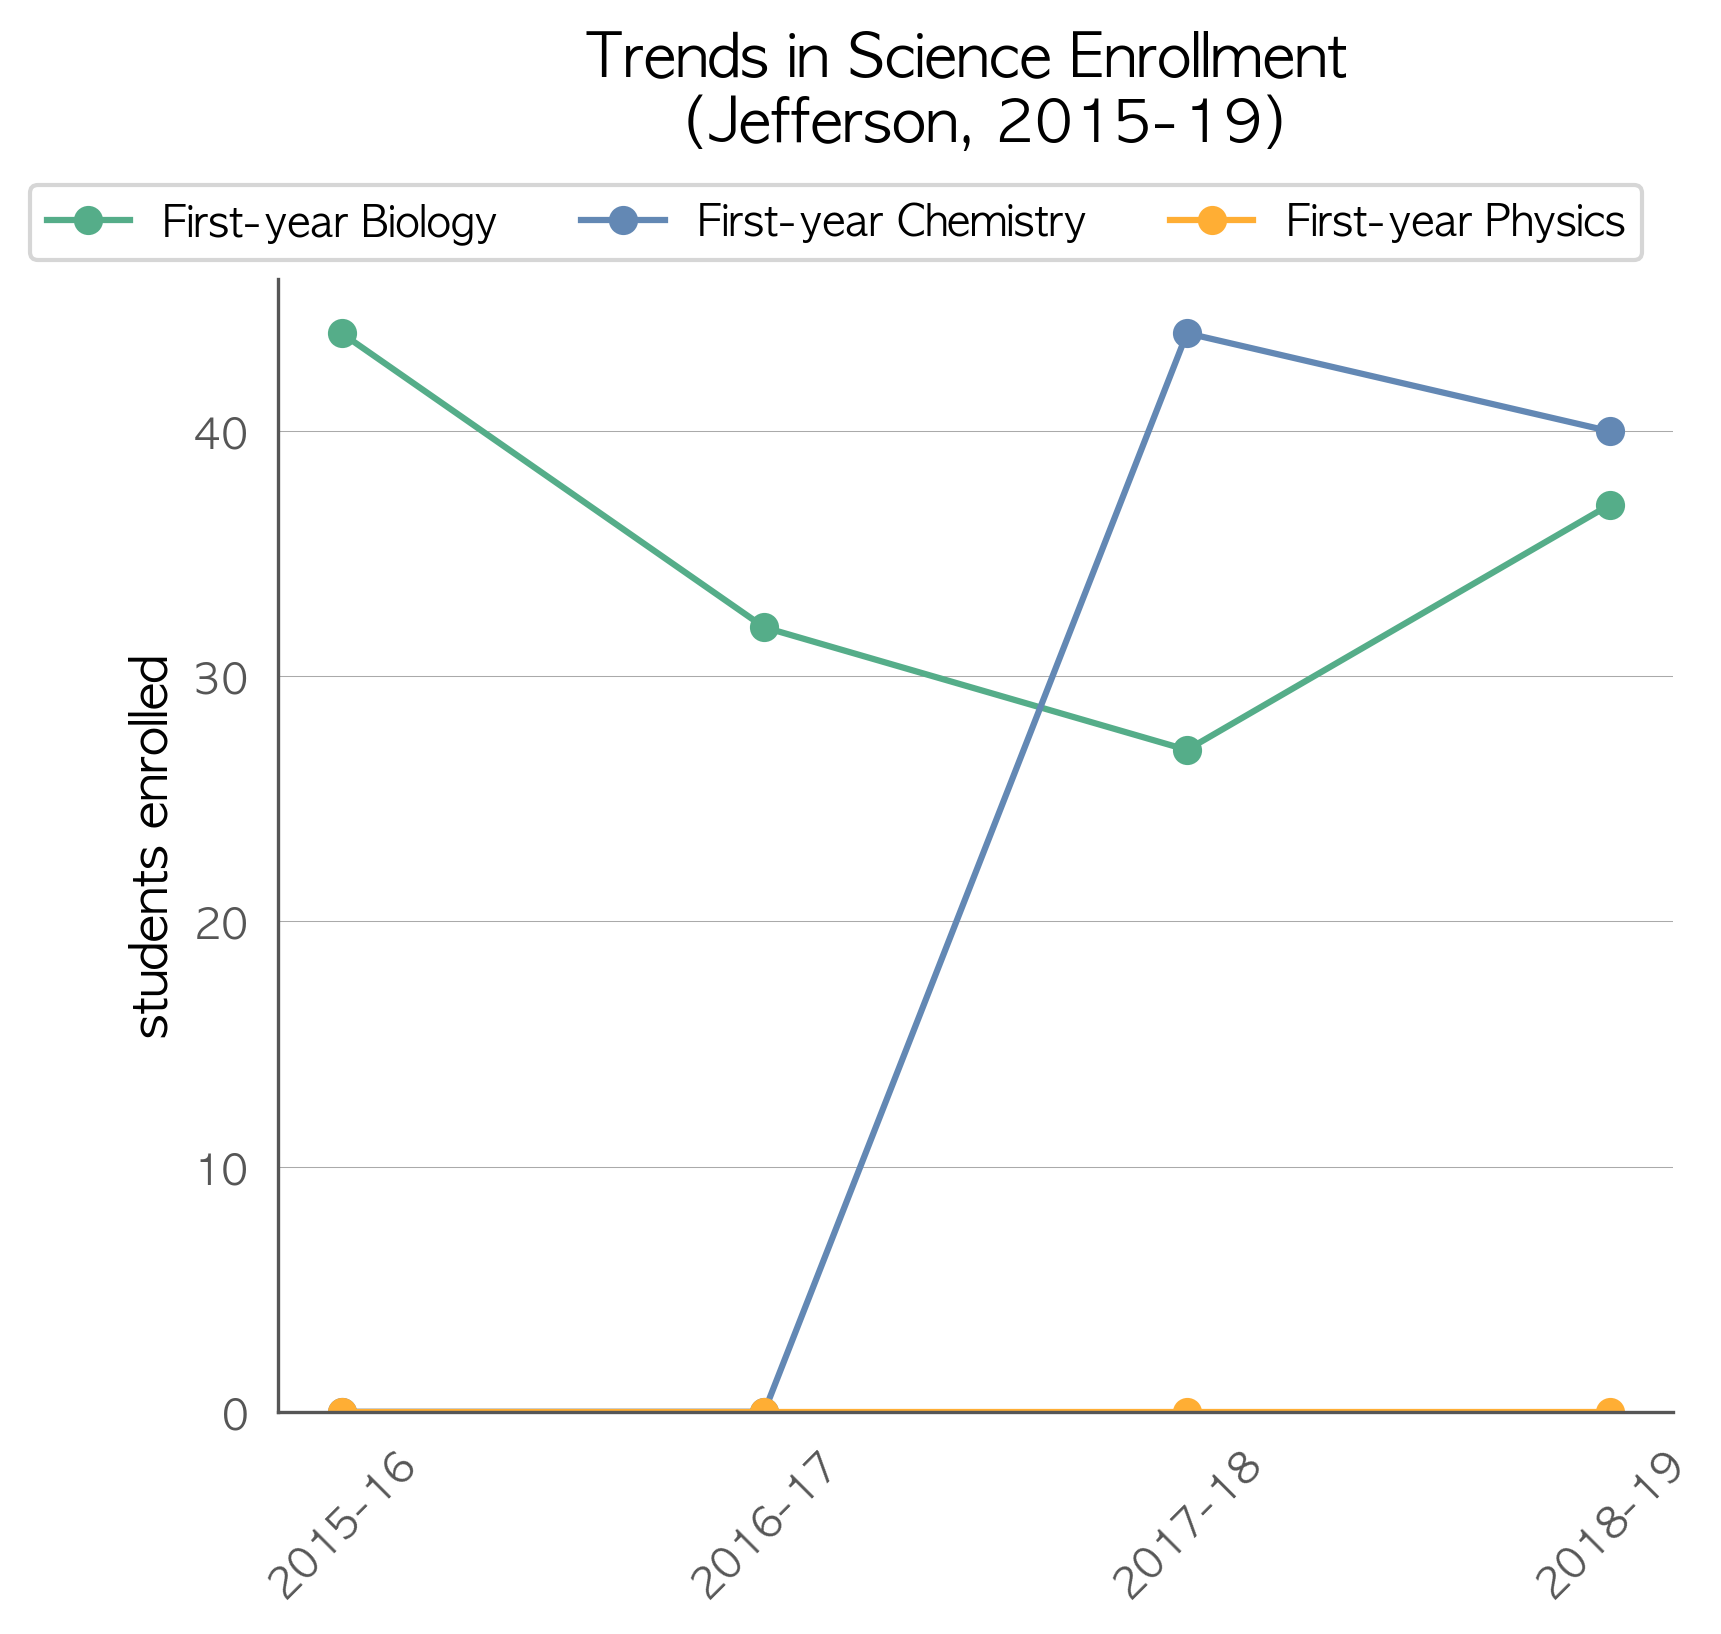 Trends in Science Enrollment
(Jefferson, 2015-19)
First-year Biology
First-year Chemistry
First-year Physics
students enrolled
40
30
20
10
0
2015-16
2016-17
2017-18
2018-19